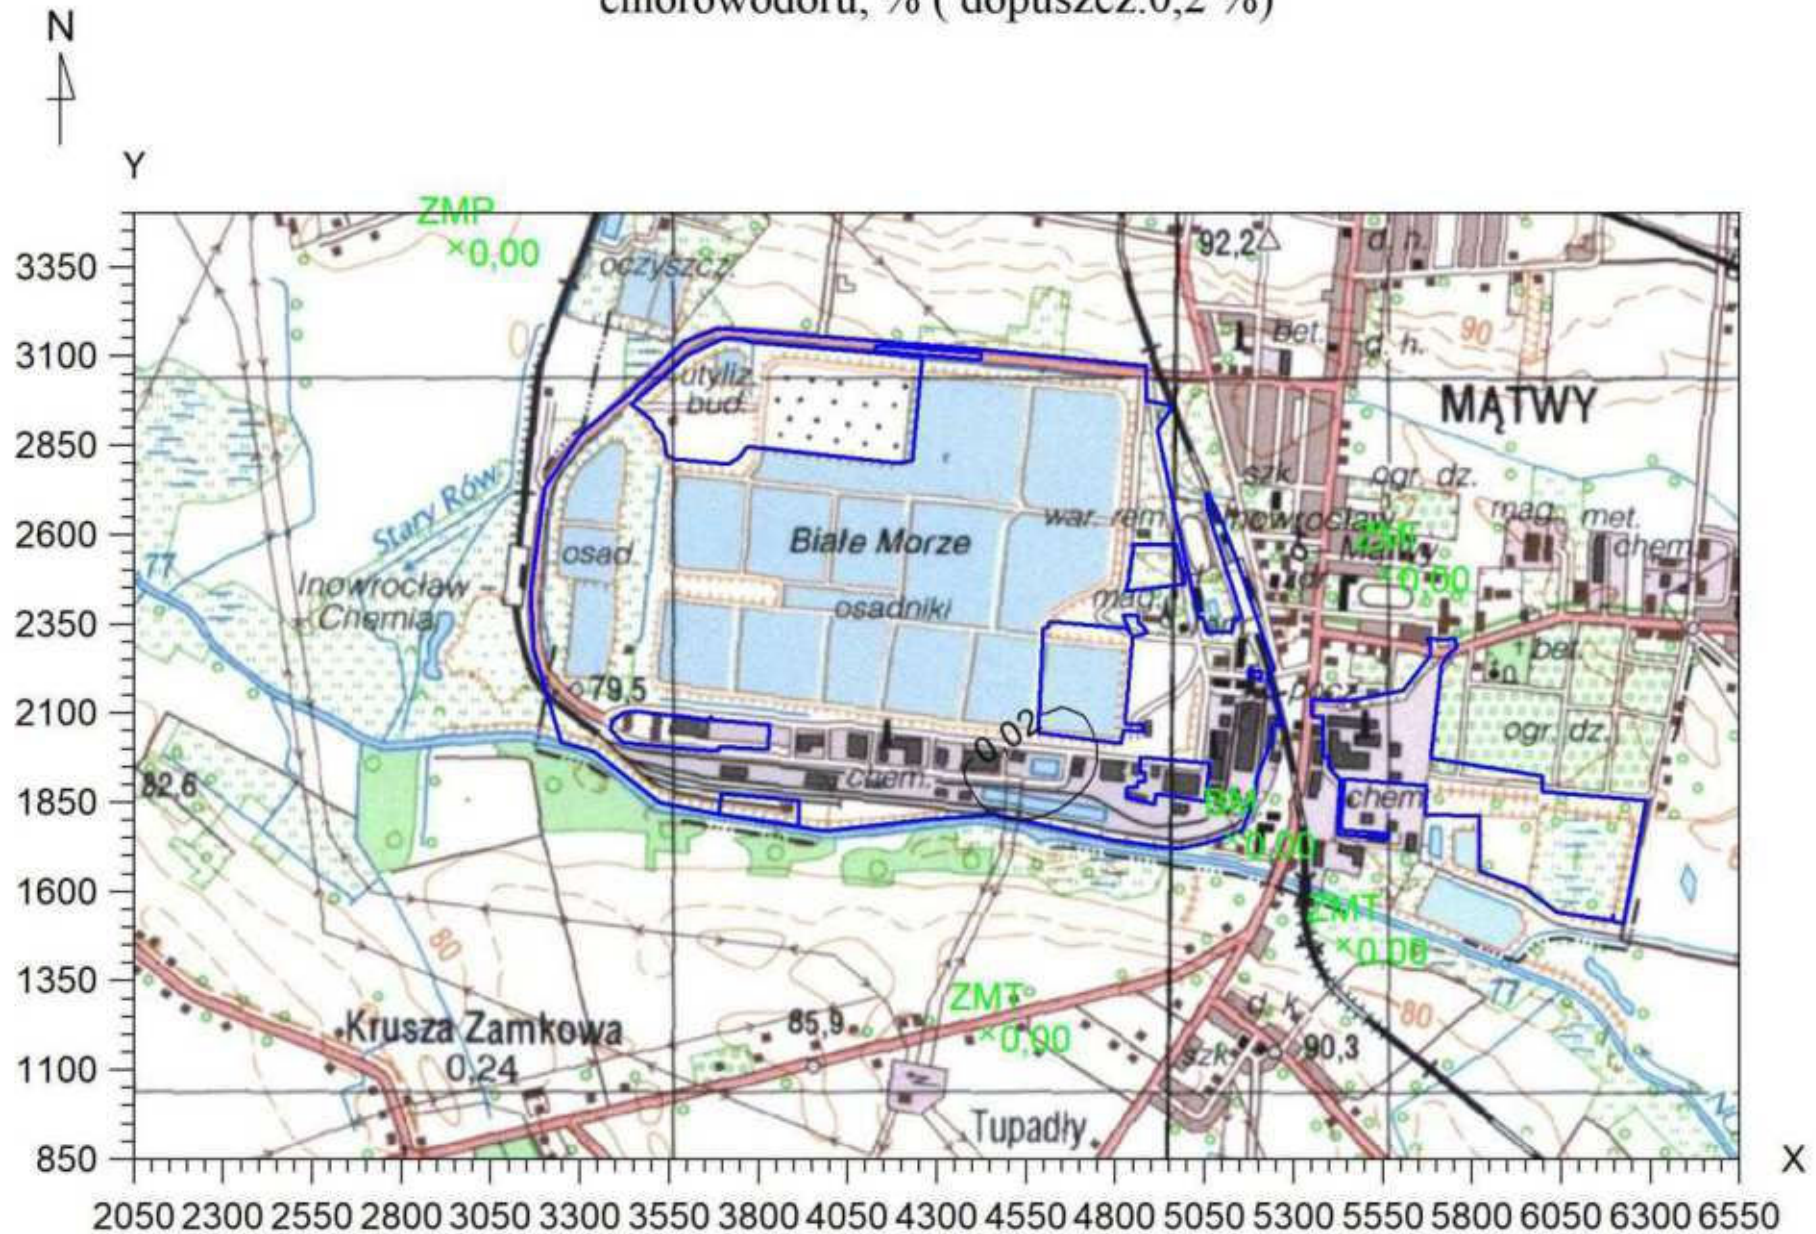 chlorowodoru, % ( dopuszcz.0,2 %)
N
Y
ZMP
×0,00
3350
oczyszcz.
92,2
d. h.
bet.
90
d. h.
3100
utyliz.
bud.
MĄTWY
2850
Stary Rów
szk.
ogr. dz.
war. rem.
Inowrocław
Mątwy
mag.
met.
2600
osad.
Białe Morze
chem.
77
Inowrocław –
Chemia
×0,00
osadniki
mag.
2350
bet.
79,5
pocz.
2100
0,02
ogr. dz.
82,6
chem.
chem.
1850
×0,00
1600
ZMT
×0,00
80
1350
ZMT
×0,00
77
80
Krusza Zamkowa
0,24
85,9
d. k.
szk.
90,3
1100
Tupadły
850
X
2050 2300 2550 2800 3050 3300 3550 3800 4050 4300 4550 4800 5050 5300 5550 5800 6050 6300 6550